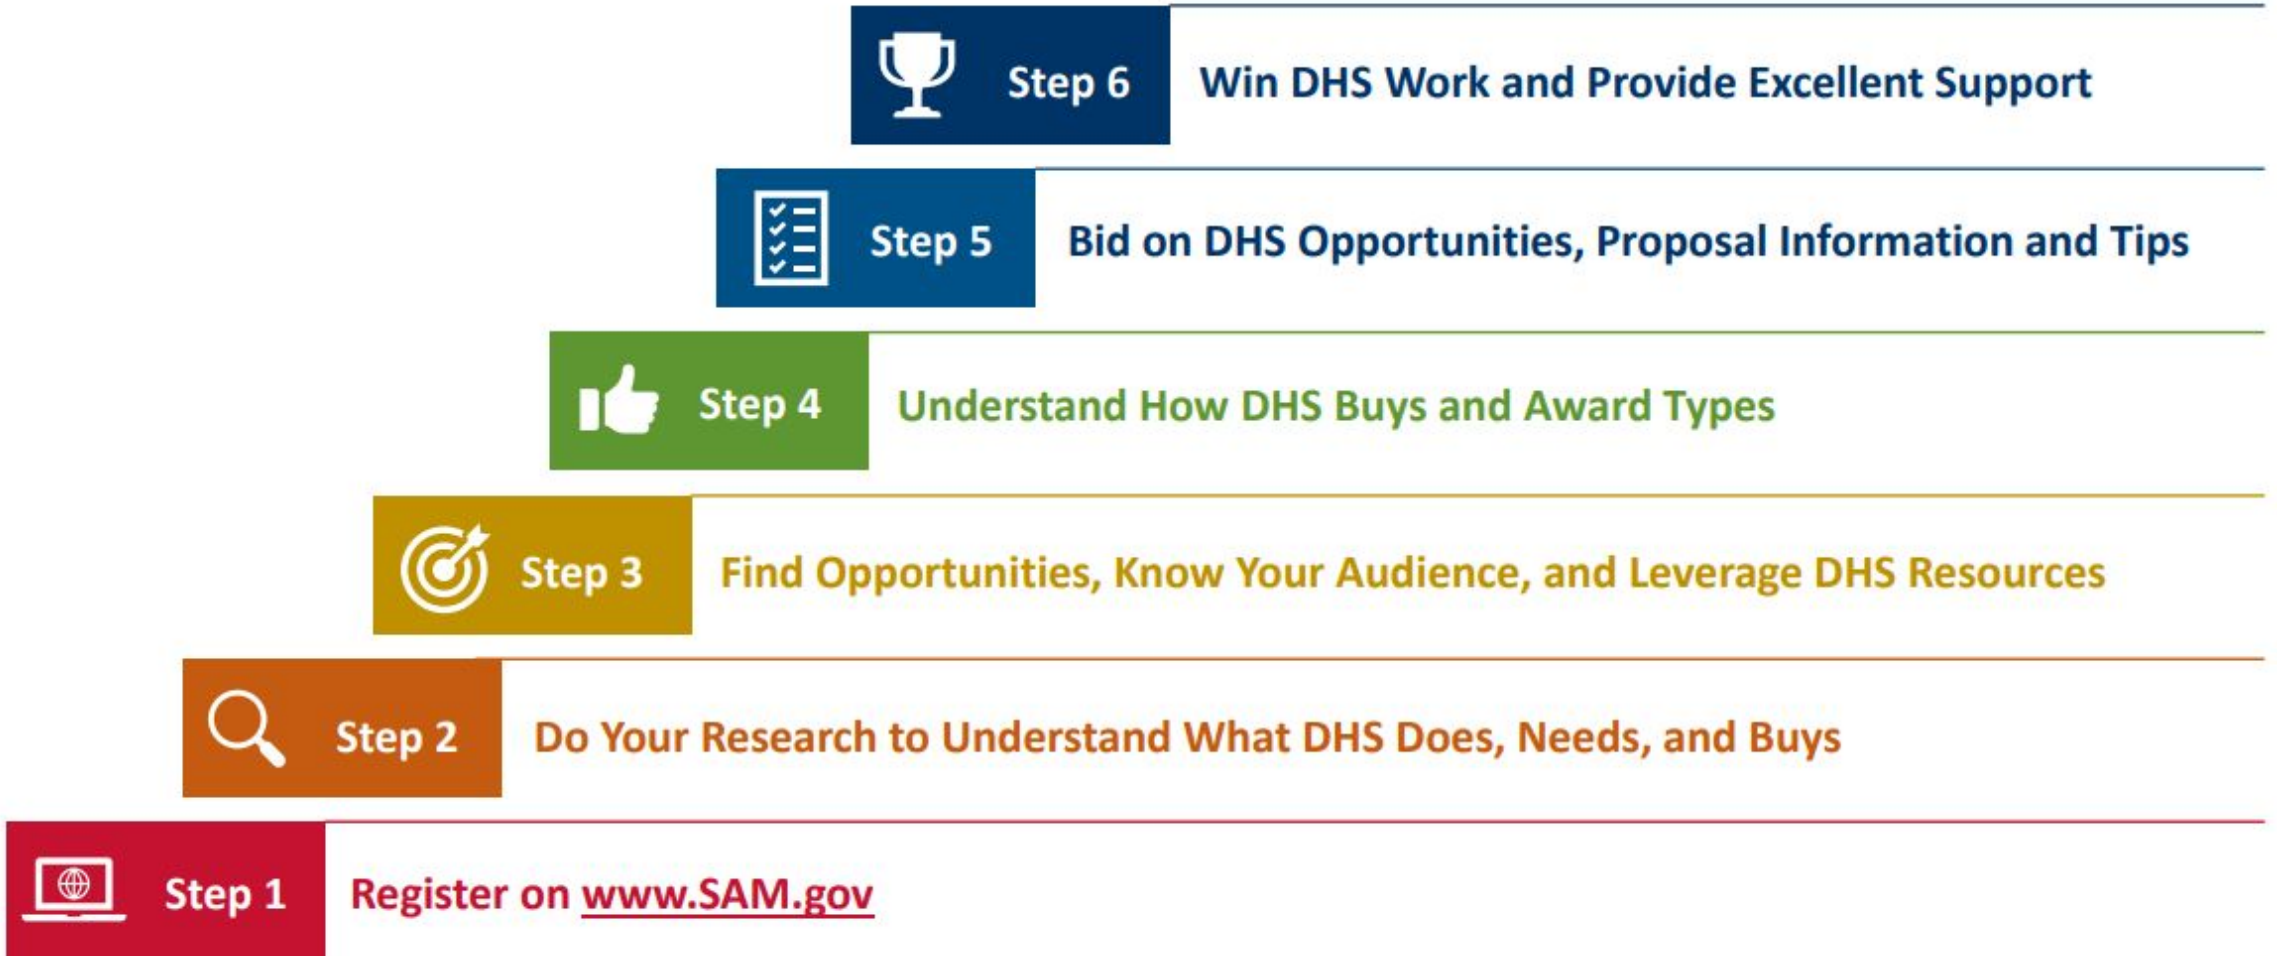 Step 6 Win DHS Work and Provide Excellent Support
Step 5 Bid on DHS Opportunities, Proposal Information and Tips
Step 4 Understand How DHS Buys and Award Types
Step 3 Find Opportunities, Know Your Audience, and Leverage DHS Resources
Step 2 Do Your Research to Understand What DHS Does, Needs, and Buys
Step 1 Register on www.SAM.gov